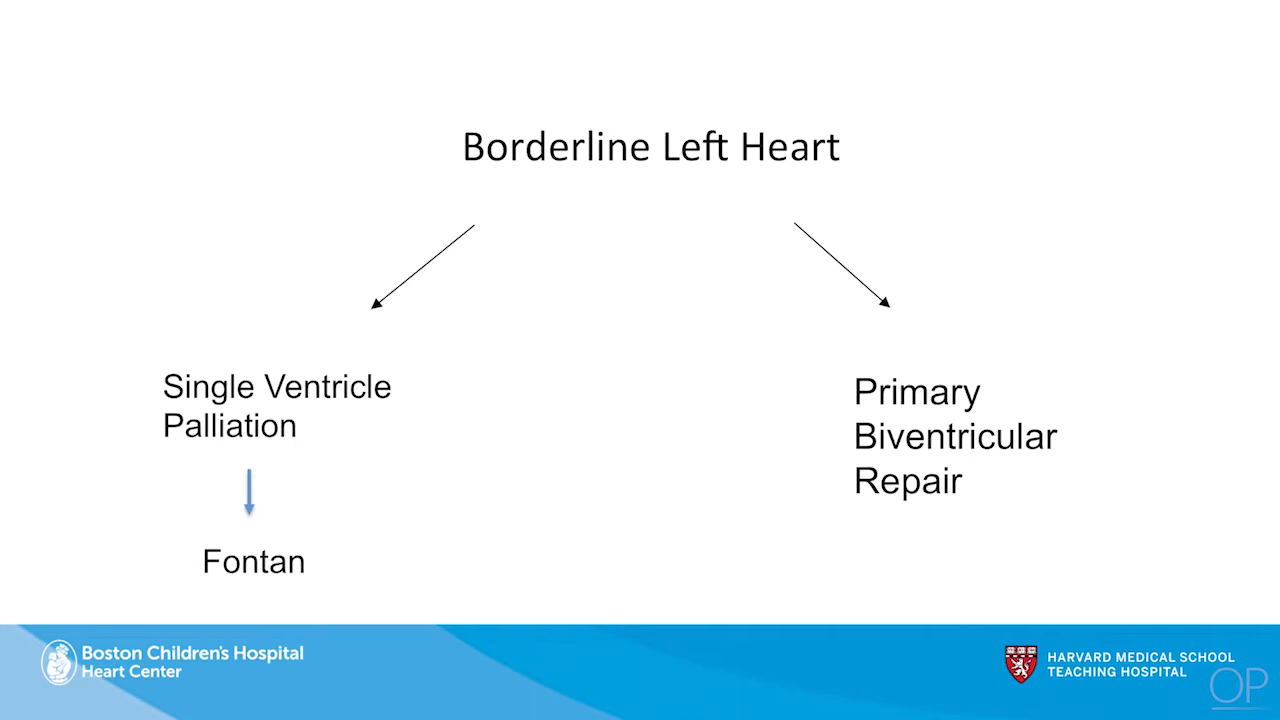 Borderline Left Heart
Single Ventricle
Palliation
Fontan
Primary
Biventricular
Repair
Boston Children's Hospital
Heart Center
HARVARD MEDICAL SCHOOL
TEACHING HOSPITAL
OP